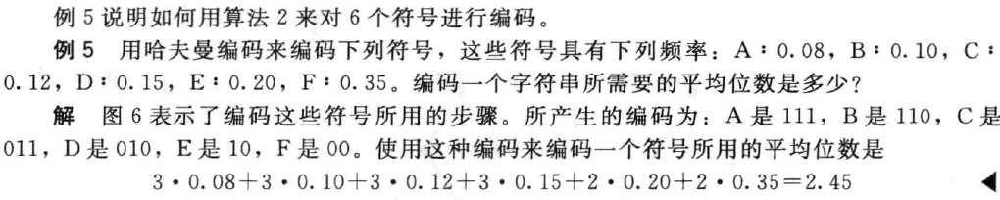 例 5 说明如何用算法 2 来对 6 个符号进行编码。
例 5 用哈夫曼编码来编码下列符号，这些符号具有下列频率：A：0.08，B：0.10，C：
0.12，D：0.15，E：0.20，F：0.35。编码一个字符串所需要的平均位数是多少？
解 图 6 表示了编码这些符号所用的步骤。所产生的编码为：A 是 111，B 是 110，C 是
011，D 是 010，E 是 10，F 是 00。使用这种编码来编码一个符号所用的平均位数是
3·0.08+3·0.10+3·0.12+3·0.15+2·0.20+2·0.35=2.45 ◀